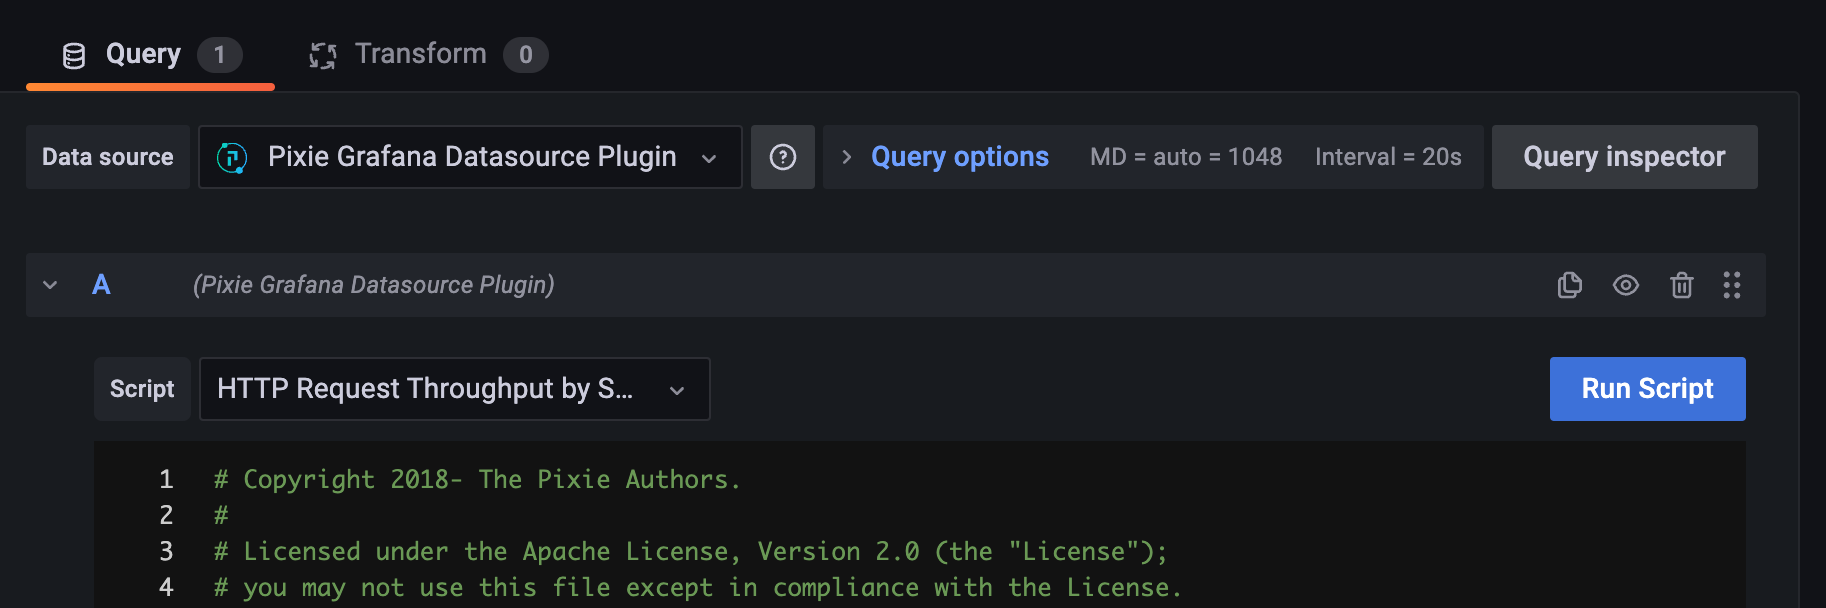 Query 1 Transform 0
Data source Pixie Grafana Datasource Plugin Query options MD = auto = 1048 Interval = 20s Query inspector
A (Pixie Grafana Datasource Plugin)
Script HTTP Request Throughput by S... Run Script
1 # Copyright 2018- The Pixie Authors.
2 #
3 # Licensed under the Apache License, Version 2.0 (the "License");
4 # you may not use this file except in compliance with the License.